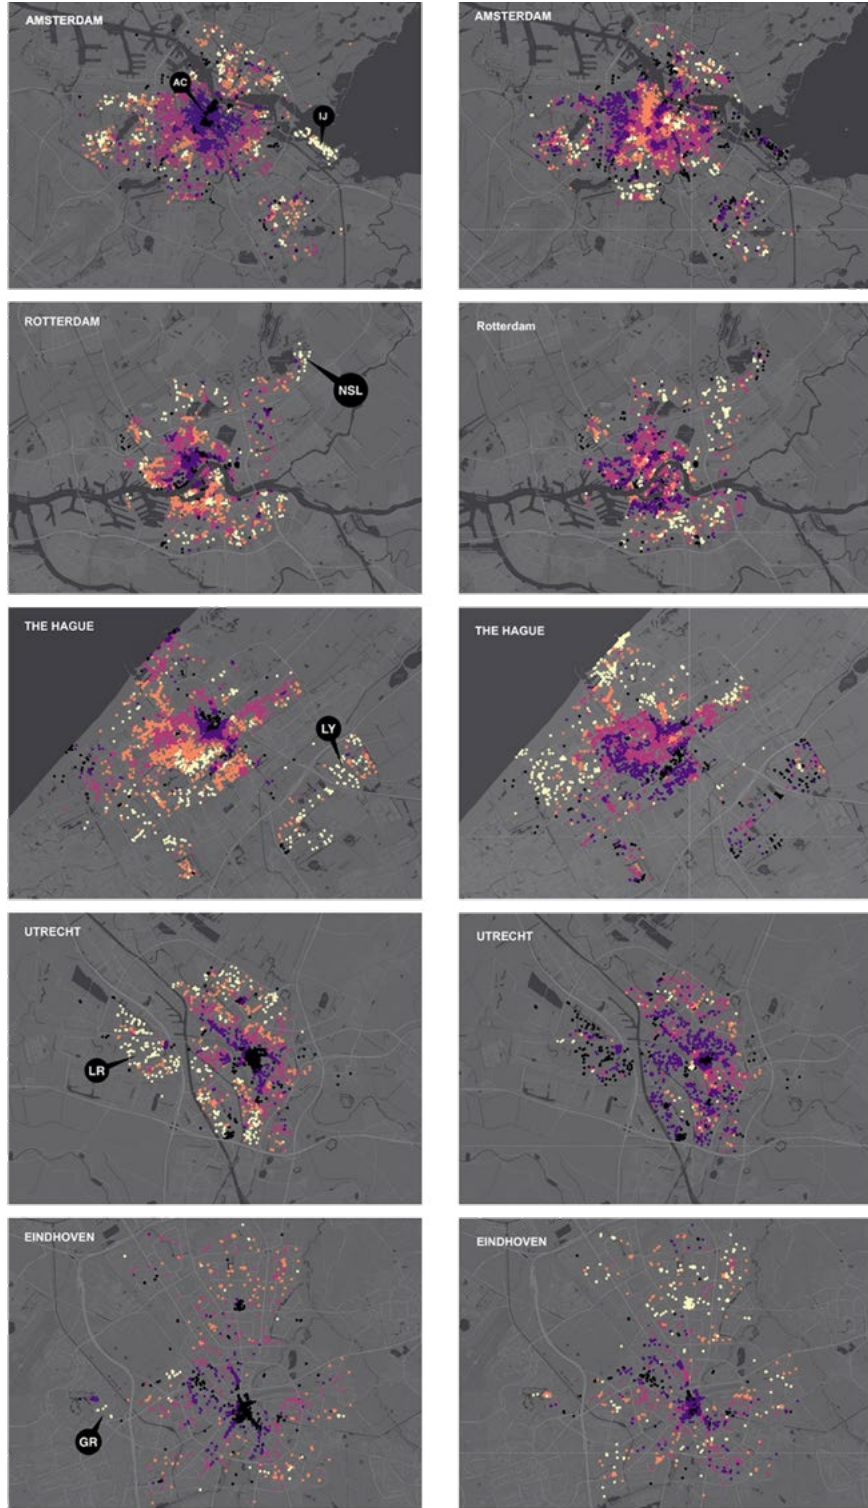 AMSTERDAM
AMSTERDAM
AC
IJ
ROTTERDAM
Rotterdam
NSL
THE HAGUE
THE HAGUE
LY
UTRECHT
UTRECHT
LR
EINDHOVEN
EINDHOVEN
GR